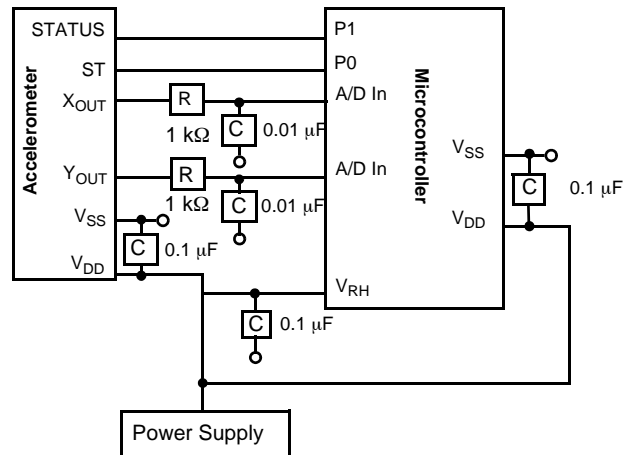 Accelerometer
STATUS
ST
XOUT
YOUT
VSS
VDD
R
1 kΩ
C
0.01 μF
R
1 kΩ
C
0.01 μF
C
0.1 μF
C
0.1 μF
P1
P0
A/D In
A/D In
VRH
Microcontroller
VSS
VDD
C
0.1 μF
Power Supply